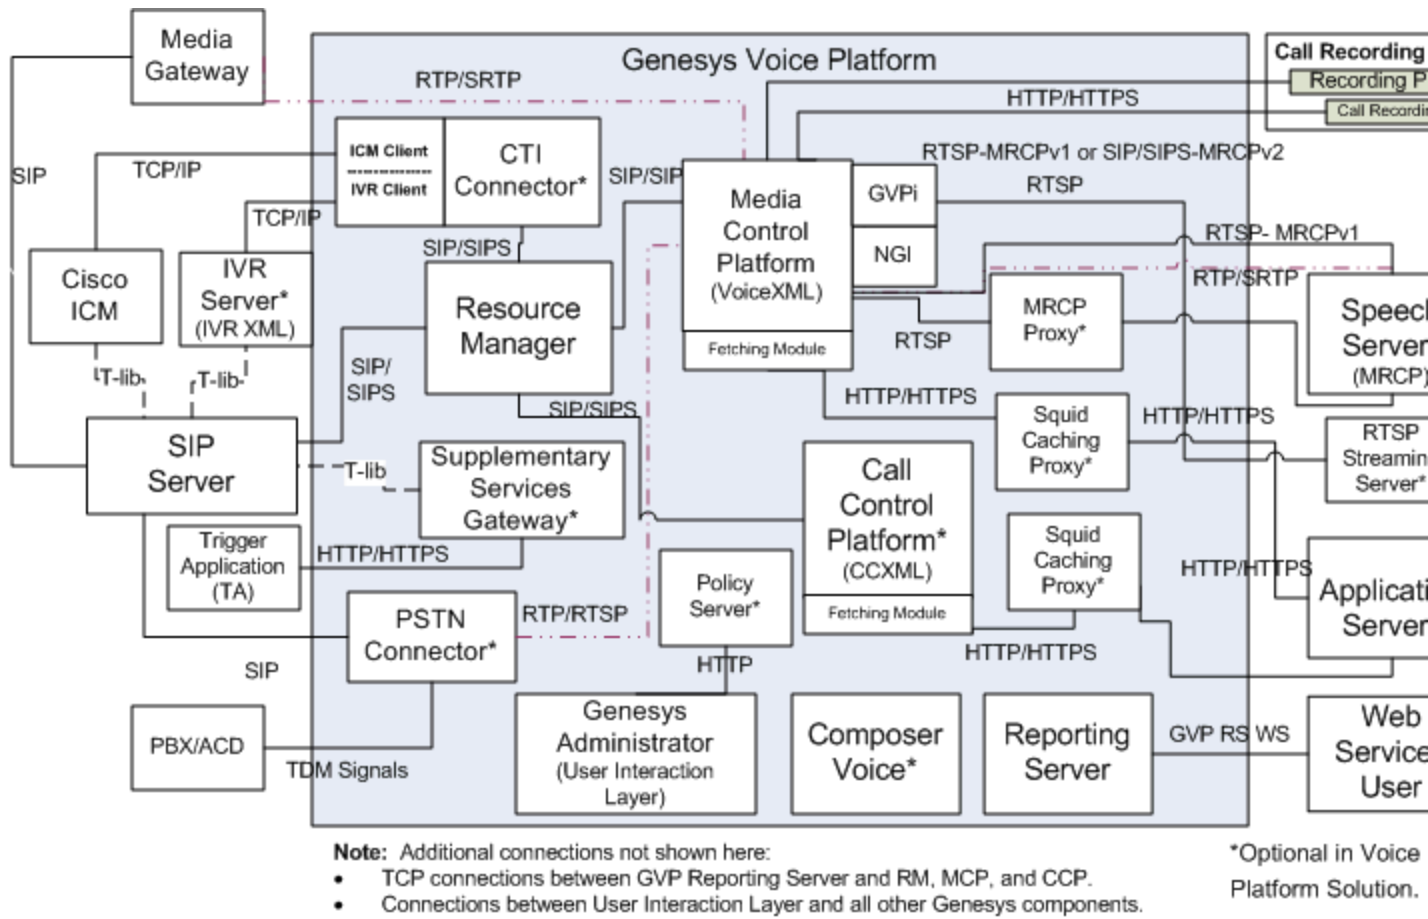 Media
Gateway
Genesys Voice Platform
Call Recording
Recording P
Call Recordin
RTP/SRTP
HTTP/HTTPS
SIP
TCP/IP
ICM Client
IVR Client
CTI
Connector*
SIP/SIP
RTSP-MRCPv1 or SIP/SIPS-MRCPv2
RTSP
Media
Control
Platform
(VoiceXML)
Fetching Module
GVPi
NGI
TCP/IP
SIP/SIPS
RTSP- MRCPv1
RTP/SRTP
Cisco
ICM
IVR
Server*
(IVR XML)
Resource
Manager
MRCP
Proxy*
RTSP
Speech
Server
(MRCP)
T-lib
T-lib
SIP/
SIPS
SIP/SIPS
HTTP/HTTPS
Squid
Caching
Proxy*
HTTP/HTTPS
RTSP
Streamin
Server*
SIP
Server
T-lib
Supplementary
Services
Gateway*
Call
Control
Platform*
(CCXML)
Fetching Module
Squid
Caching
Proxy*
HTTP/HTTPS
Trigger
Application
(TA)
HTTP/HTTPS
Policy
Server*
Applicati
Server
PSTN
Connector*
RTP/RTSP
HTTP/HTTPS
SIP
HTTP
PBX/ACD
TDM Signals
Genesys
Administrator
(User Interaction
Layer)
Composer
Voice*
Reporting
Server
GVP RS WS
Web
Service
User
Note: Additional connections not shown here:
• TCP connections between GVP Reporting Server and RM, MCP, and CCP.
• Connections between User Interaction Layer and all other Genesys components.
*Optional in Voice
Platform Solution.